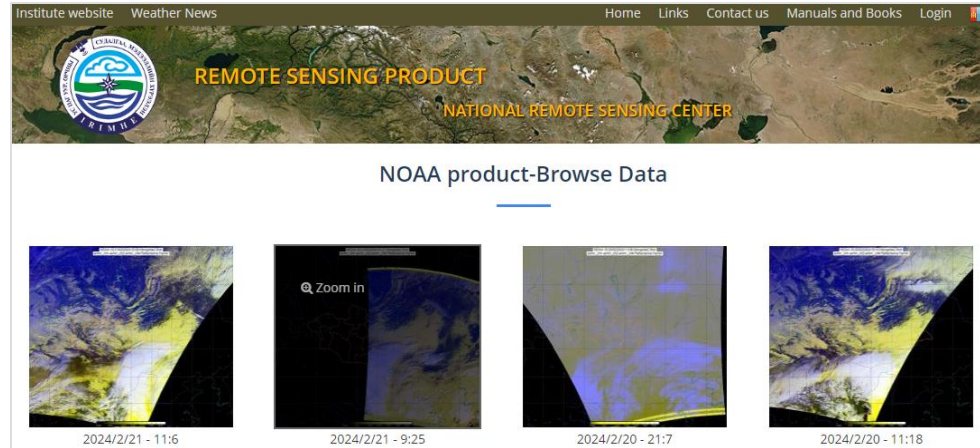 Institute website Weather News Home Links Contact us Manuals and Books Login
IRIMHE
REMOTE SENSING PRODUCT
NATIONAL REMOTE SENSING CENTER
NOAA product-Browse Data
Zoom in
2024/2/21 - 11:6 2024/2/21 - 9:25 2024/2/20 - 21:7 2024/2/20 - 11:18